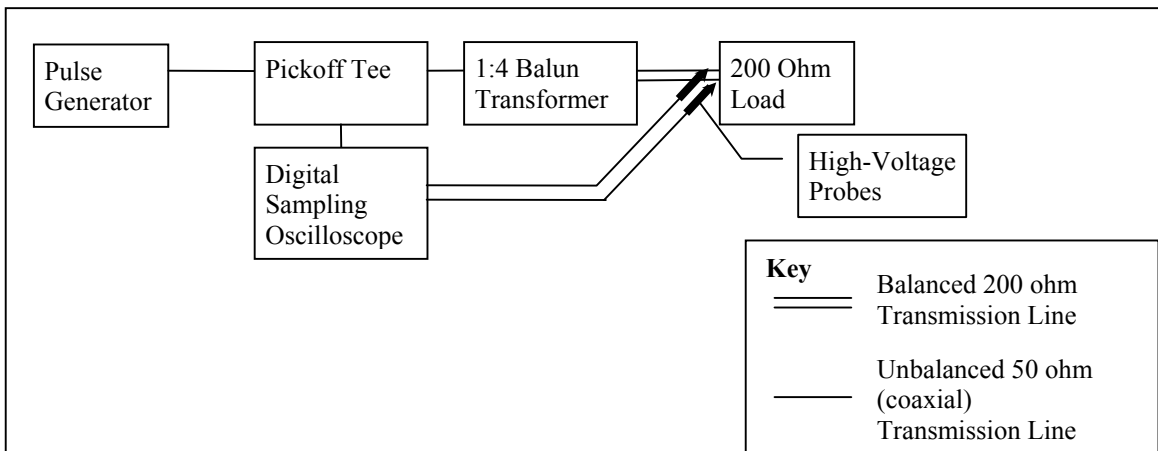 Pulse
Generator
Pickoff Tee
1:4 Balun
Transformer
200 Ohm
Load
Digital
Sampling
Oscilloscope
High-Voltage
Probes
Key
Balanced 200 ohm
Transmission Line
Unbalanced 50 ohm
(coaxial)
Transmission Line